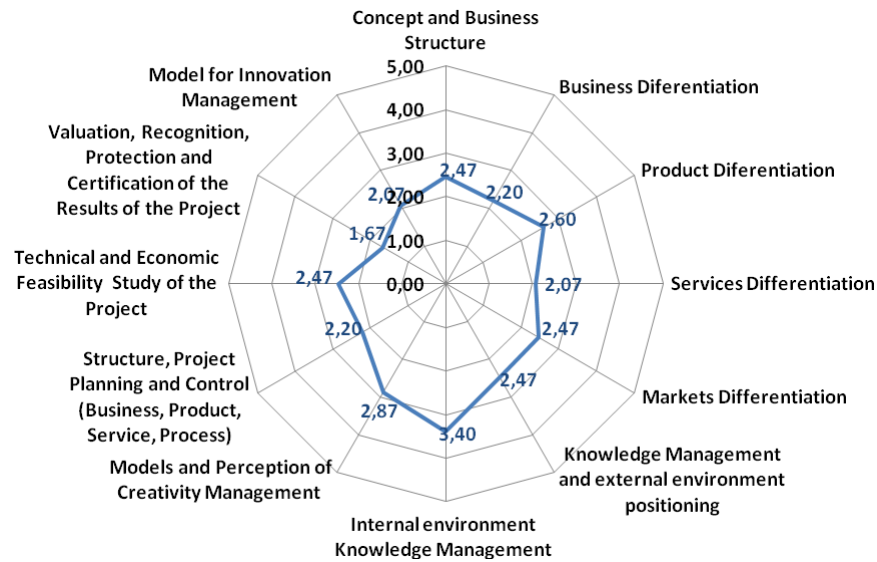 Concept and Business
Structure
5,00
Model for Innovation
Management
Business Diferentiation
4,00
Valuation, Recognition,
Protection and
Certification of the
Results of the Project
3,00
2,47
Product Diferentiation
2,07
2,00
2,20
2,60
1,67
1,00
Technical and Economic
Feasibility Study of the
Project
2,47
0,00
2,07
Services Differentiation
2,20
2,47
Structure, Project
Planning and Control
(Business, Product,
Service, Process)
2,87
2,47
Markets Differentiation
3,40
Models and Perception of
Creativity Management
Knowledge Management
and external environment
positioning
Internal environment
Knowledge Management